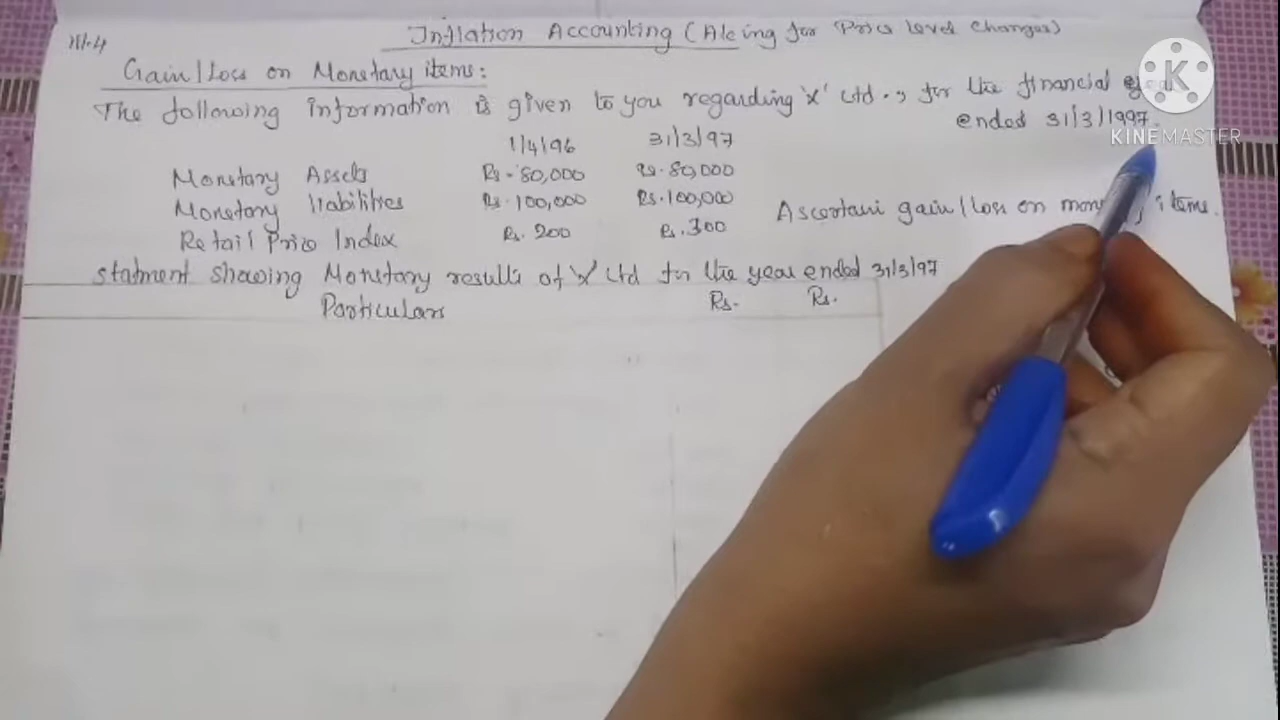 Ill-4
Inflation Accounting (A/c ing for Price level Changes)
Gain/Loss on Monetary items:
The following information is given to you regarding 'X' Ltd., for the financial
ended 31/3/1997.
K
KINEMASTER
1/4/96 31/3/97
Monetary Assets Rs. 80,000 Rs. 80,000
Monetary liabilities Rs. 100,000 Rs. 100,000
Retail Price Index Rs. 200 Rs. 300
Ascertain gain/loss on items.
statment showing Monetary results of 'X' Ltd for the year ended 31/3/97
Particulars Rs. Rs.